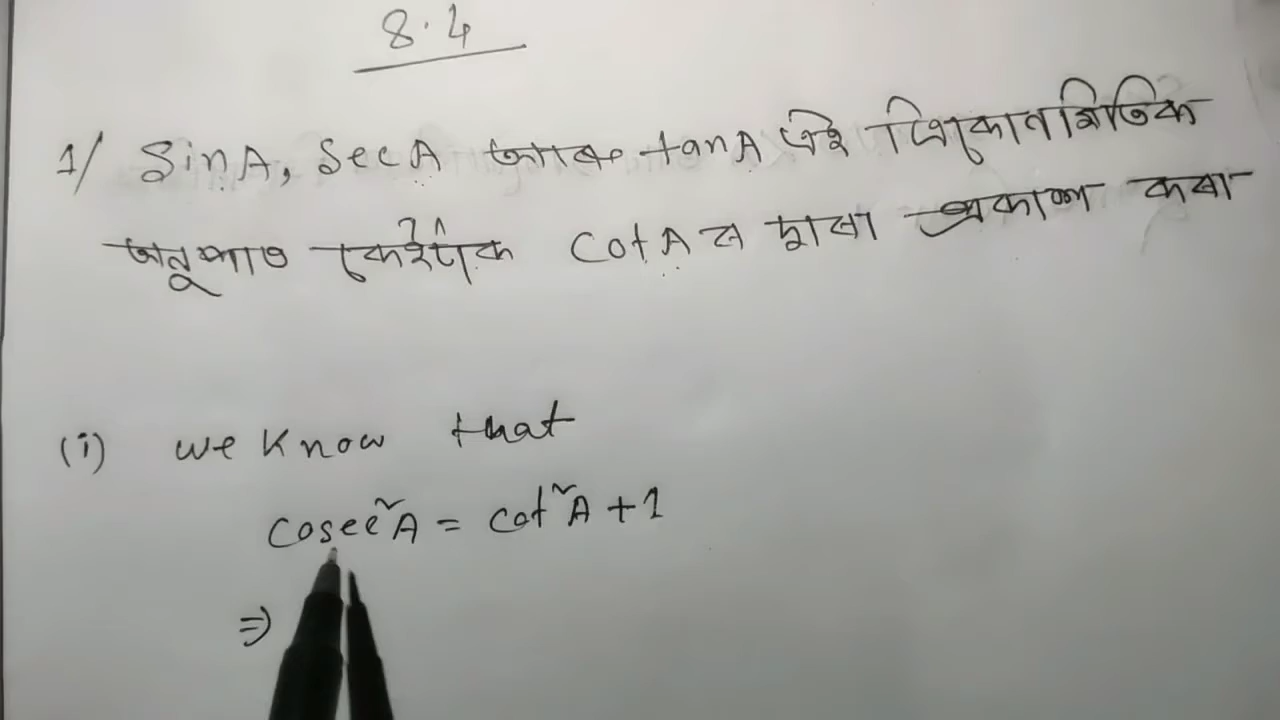 8.4
1/ SinA, SecA আৰু tanA এই ত্ৰিকোনমিতিক
অনুপাত কেইটাক CotA ৰ দ্বাৰা প্ৰকাশ কৰা
(i) we know that
Cosec²A = cot²A + 1
⇒